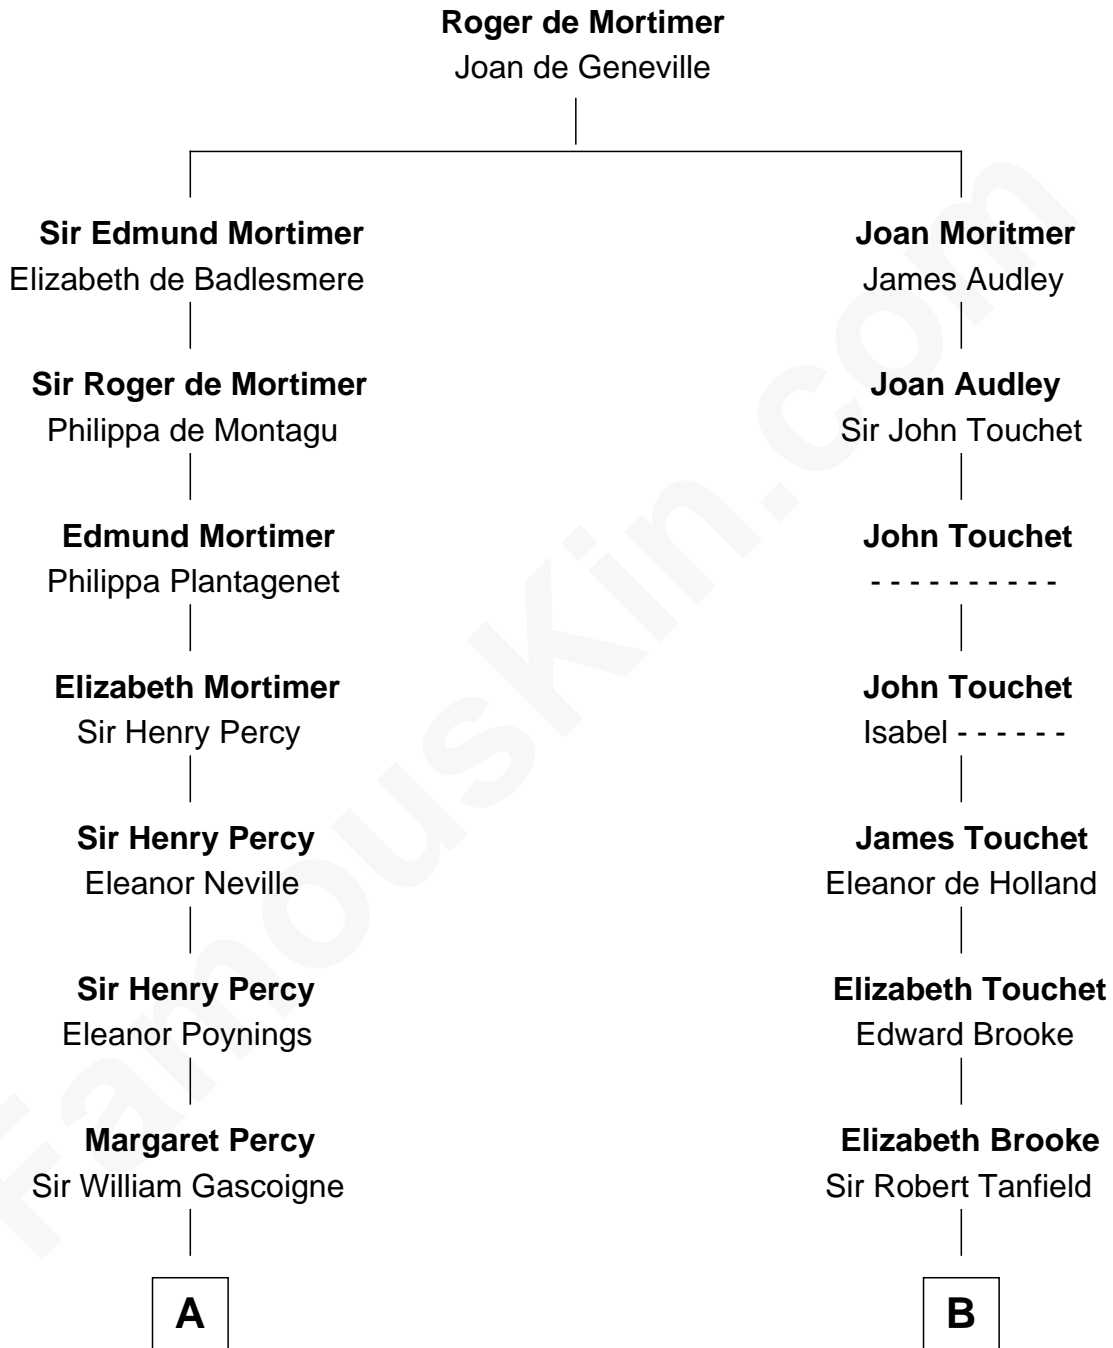 Roger de Mortimer
Joan de Geneville
Sir Edmund Mortimer
Elizabeth de Badlesmere
Sir Roger de Mortimer
Philippa de Montagu
Edmund Mortimer
Philippa Plantagenet
Elizabeth Mortimer
Sir Henry Percy
Sir Henry Percy
Eleanor Neville
Sir Henry Percy
Eleanor Poynings
Margaret Percy
Sir William Gascoigne
A
Joan Moritmer
James Audley
Joan Audley
Sir John Touchet
John Touchet
- - - - - - - - - -
John Touchet
Isabel - - - - - -
James Touchet
Eleanor de Holland
Elizabeth Touchet
Edward Brooke
Elizabeth Brooke
Sir Robert Tanfield
B
FamousKin.com